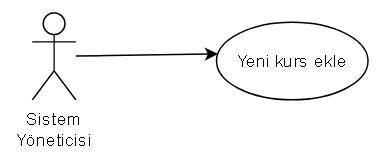 Yeni kurs ekle
Sistem
Yöneticisi